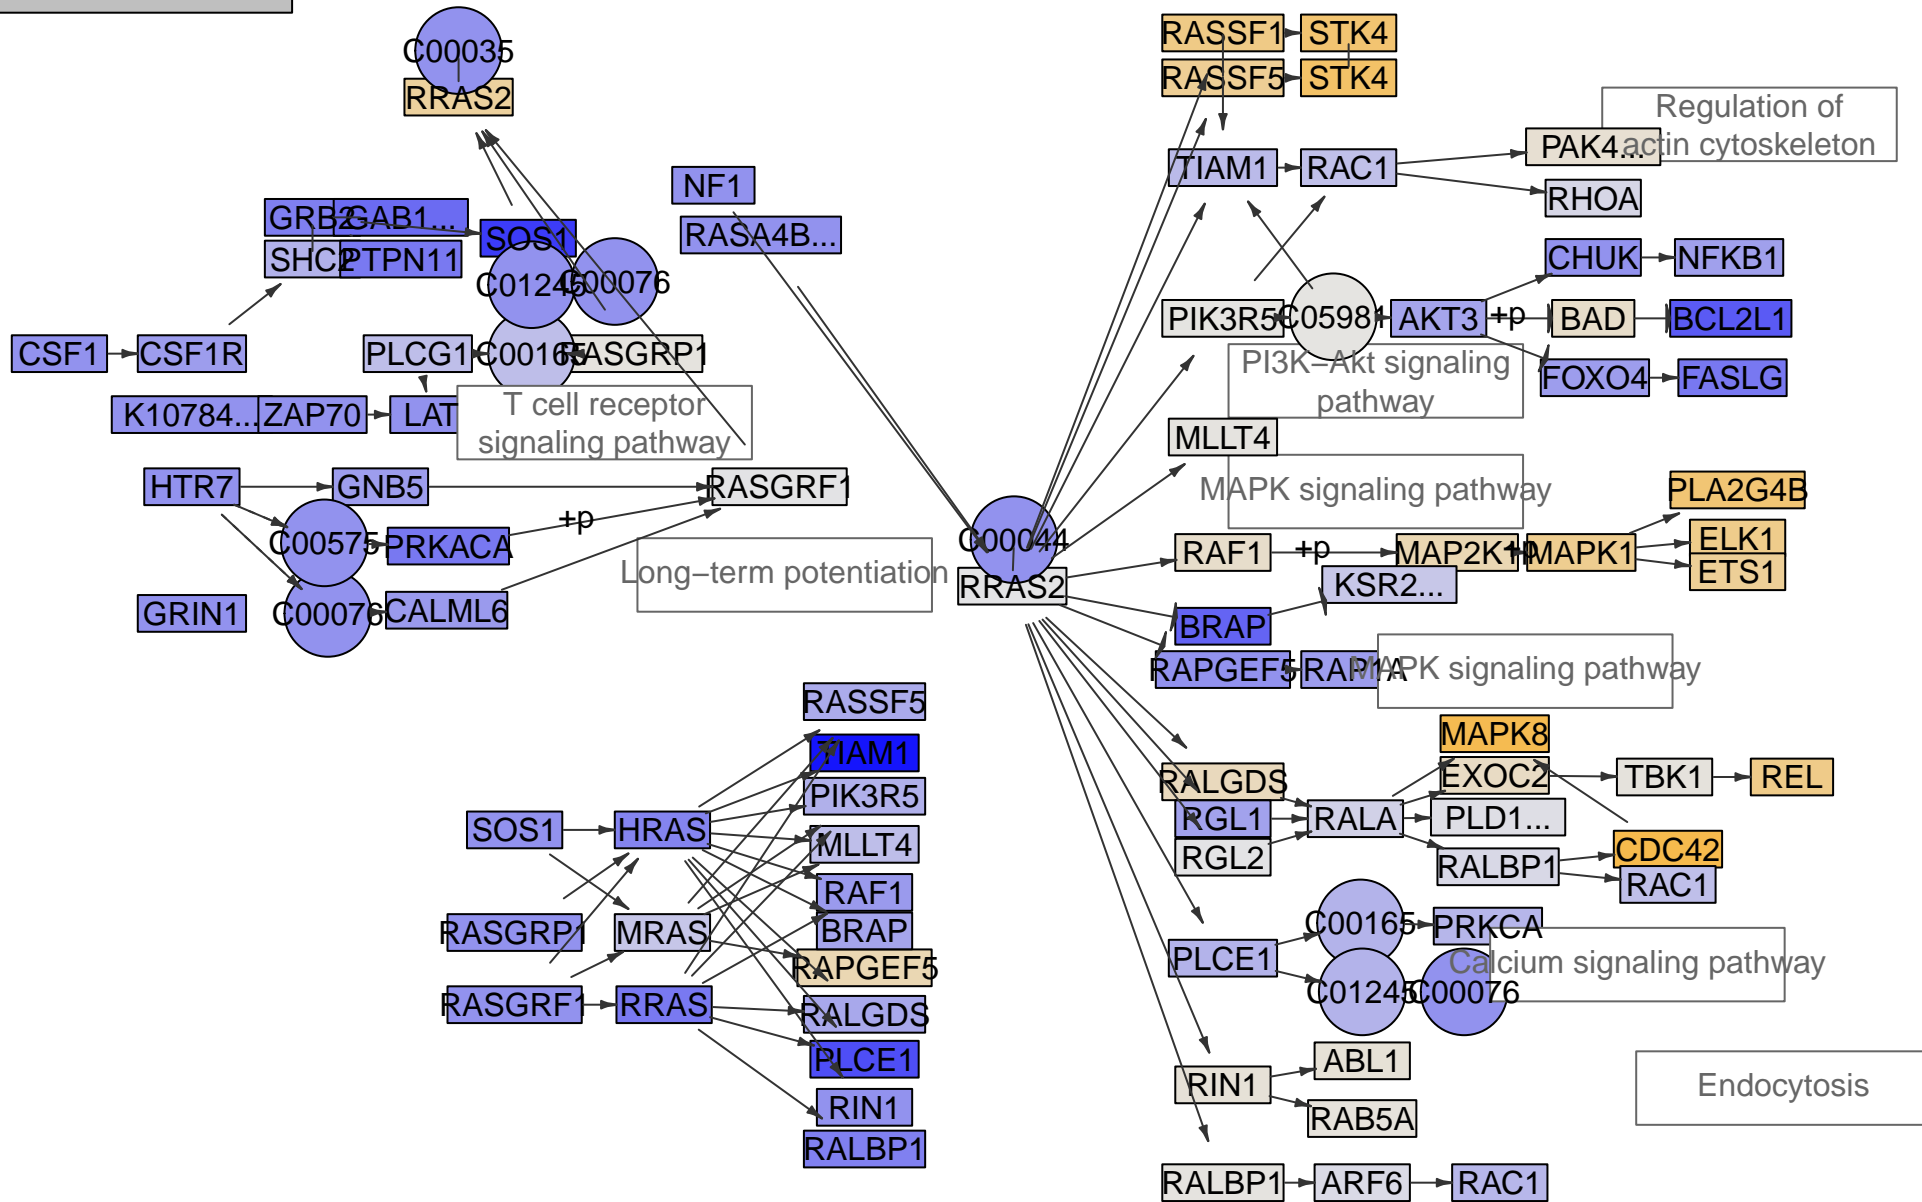 C00035
RRAS2
NF1
RASA4B...
GRB2
GAB1...
SOS1
SHC2
PTPN11
C01245
C00076
CSF1
CSF1R
PLCG1
C00165
RASGRP1
K10784...
ZAP70
LAT
T cell receptor
signaling pathway
HTR7
GNB5
RASGRF1
+p
C00575
PRKACA
GRIN1
C00076
CALML6
Long−term potentiation
C00044
RRAS2
RASSF1
STK4
RASSF5
STK4
Regulation of
actin cytoskeleton
PAK4...
TIAM1
RAC1
RHOA
CHUK
NFKB1
PIK3R5
C05981
AKT3
+p
BAD
BCL2L1
FOXO4
FASLG
PI3K−Akt signaling
pathway
MLLT4
MAPK signaling pathway
PLA2G4B
RAF1
+p
MAP2K1
+p
MAPK1
ELK1
ETS1
KSR2...
BRAP
RAPGEF5
RAP1A
MAPK signaling pathway
RASSF5
TIAM1
PIK3R5
SOS1
HRAS
MLLT4
RAF1
RASGRP1
MRAS
BRAP
RAPGEF5
RASGRF1
RRAS
RALGDS
PLCE1
RIN1
RALBP1
MAPK8
RALGDS
EXOC2
TBK1
REL
RGL1
RALA
PLD1...
RGL2
RALBP1
CDC42
RAC1
C00165
PRKCA
PLCE1
Calcium signaling pathway
C01245
C00076
ABL1
RIN1
RAB5A
Endocytosis
RALBP1
ARF6
RAC1